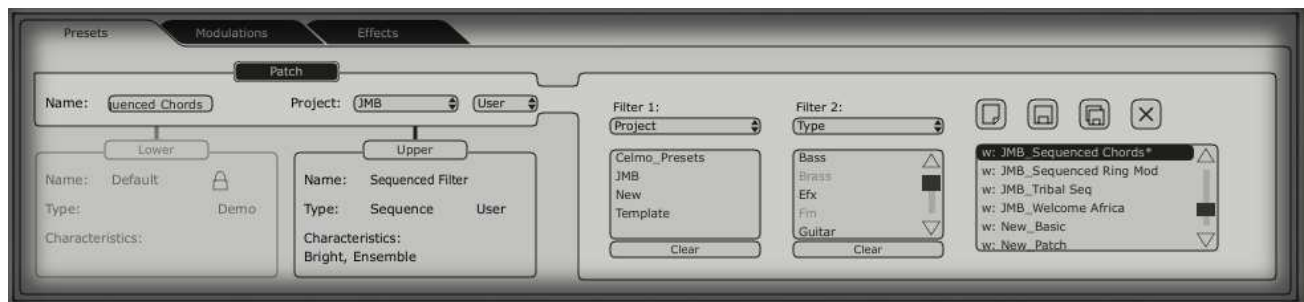 Presets Modulations Effects
Patch
Name: uenced Chords Project: JMB User
Lower
Name: Default
Type: Demo
Characteristics:
Upper
Name: Sequenced Filter
Type: Sequence User
Characteristics:
Bright, Ensemble
Filter 1:
Project
Celmo_Presets
JMB
New
Template
Clear
Filter 2:
Type
Bass
Brass
Efx
Fm
Guitar
Clear
w: JMB_Sequenced Chords*
w: JMB_Sequenced Ring Mod
w: JMB_Tribal Seq
w: JMB_Welcome Africa
w: New_Basic
w: New_Patch